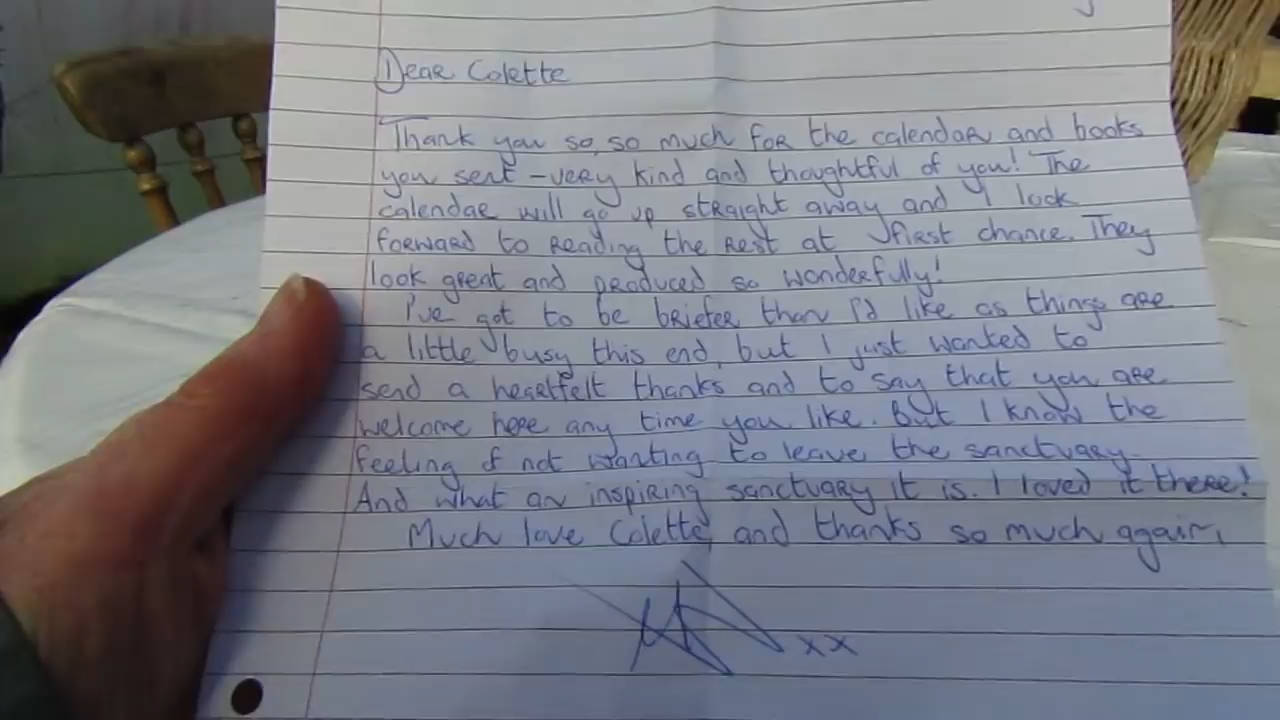 Dear Colette
Thank you so, so much for the calendar and books
you sent - very kind and thoughtful of you! The
calendar will go up straight away and I look
forward to reading the rest at first chance. They
look great and produced so wonderfully!
I've got to be briefer than I'd like as things are
a little busy this end, but I just wanted to
send a heartfelt thanks and to say that you are
welcome here any time you like. But I know the
feeling of not wanting to leave the sanctuary.
And what an inspiring sanctuary it is. I loved it there!
Much love Colette and thanks so much again,
xx